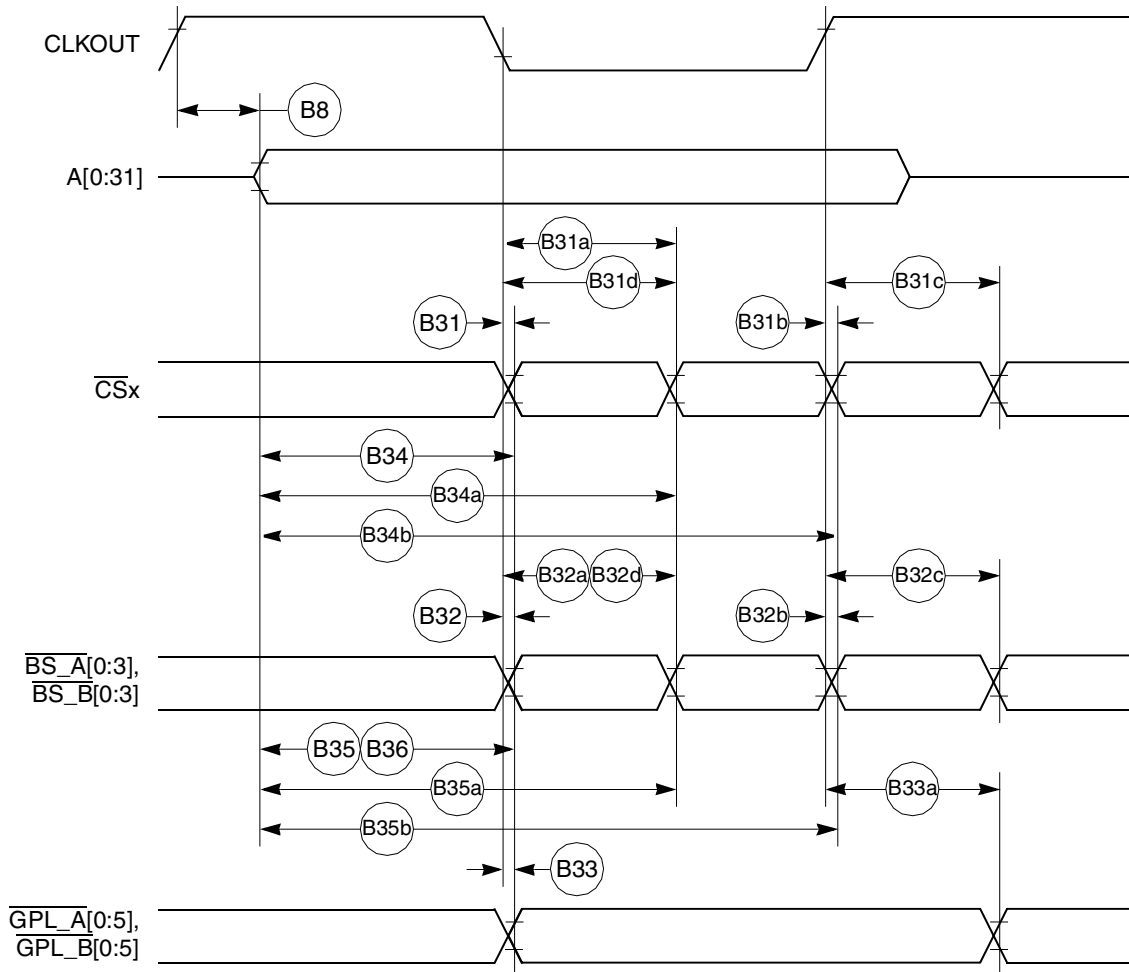 CLKOUT
B8
A[0:31]
B31a
B31d
B31c
B31
B31b
CSx
B34
B34a
B34b
B32a B32d
B32c
B32
B32b
BS_A[0:3],
BS_B[0:3]
B35 B36
B35a
B33a
B35b
B33
GPL_A[0:5],
GPL_B[0:5]